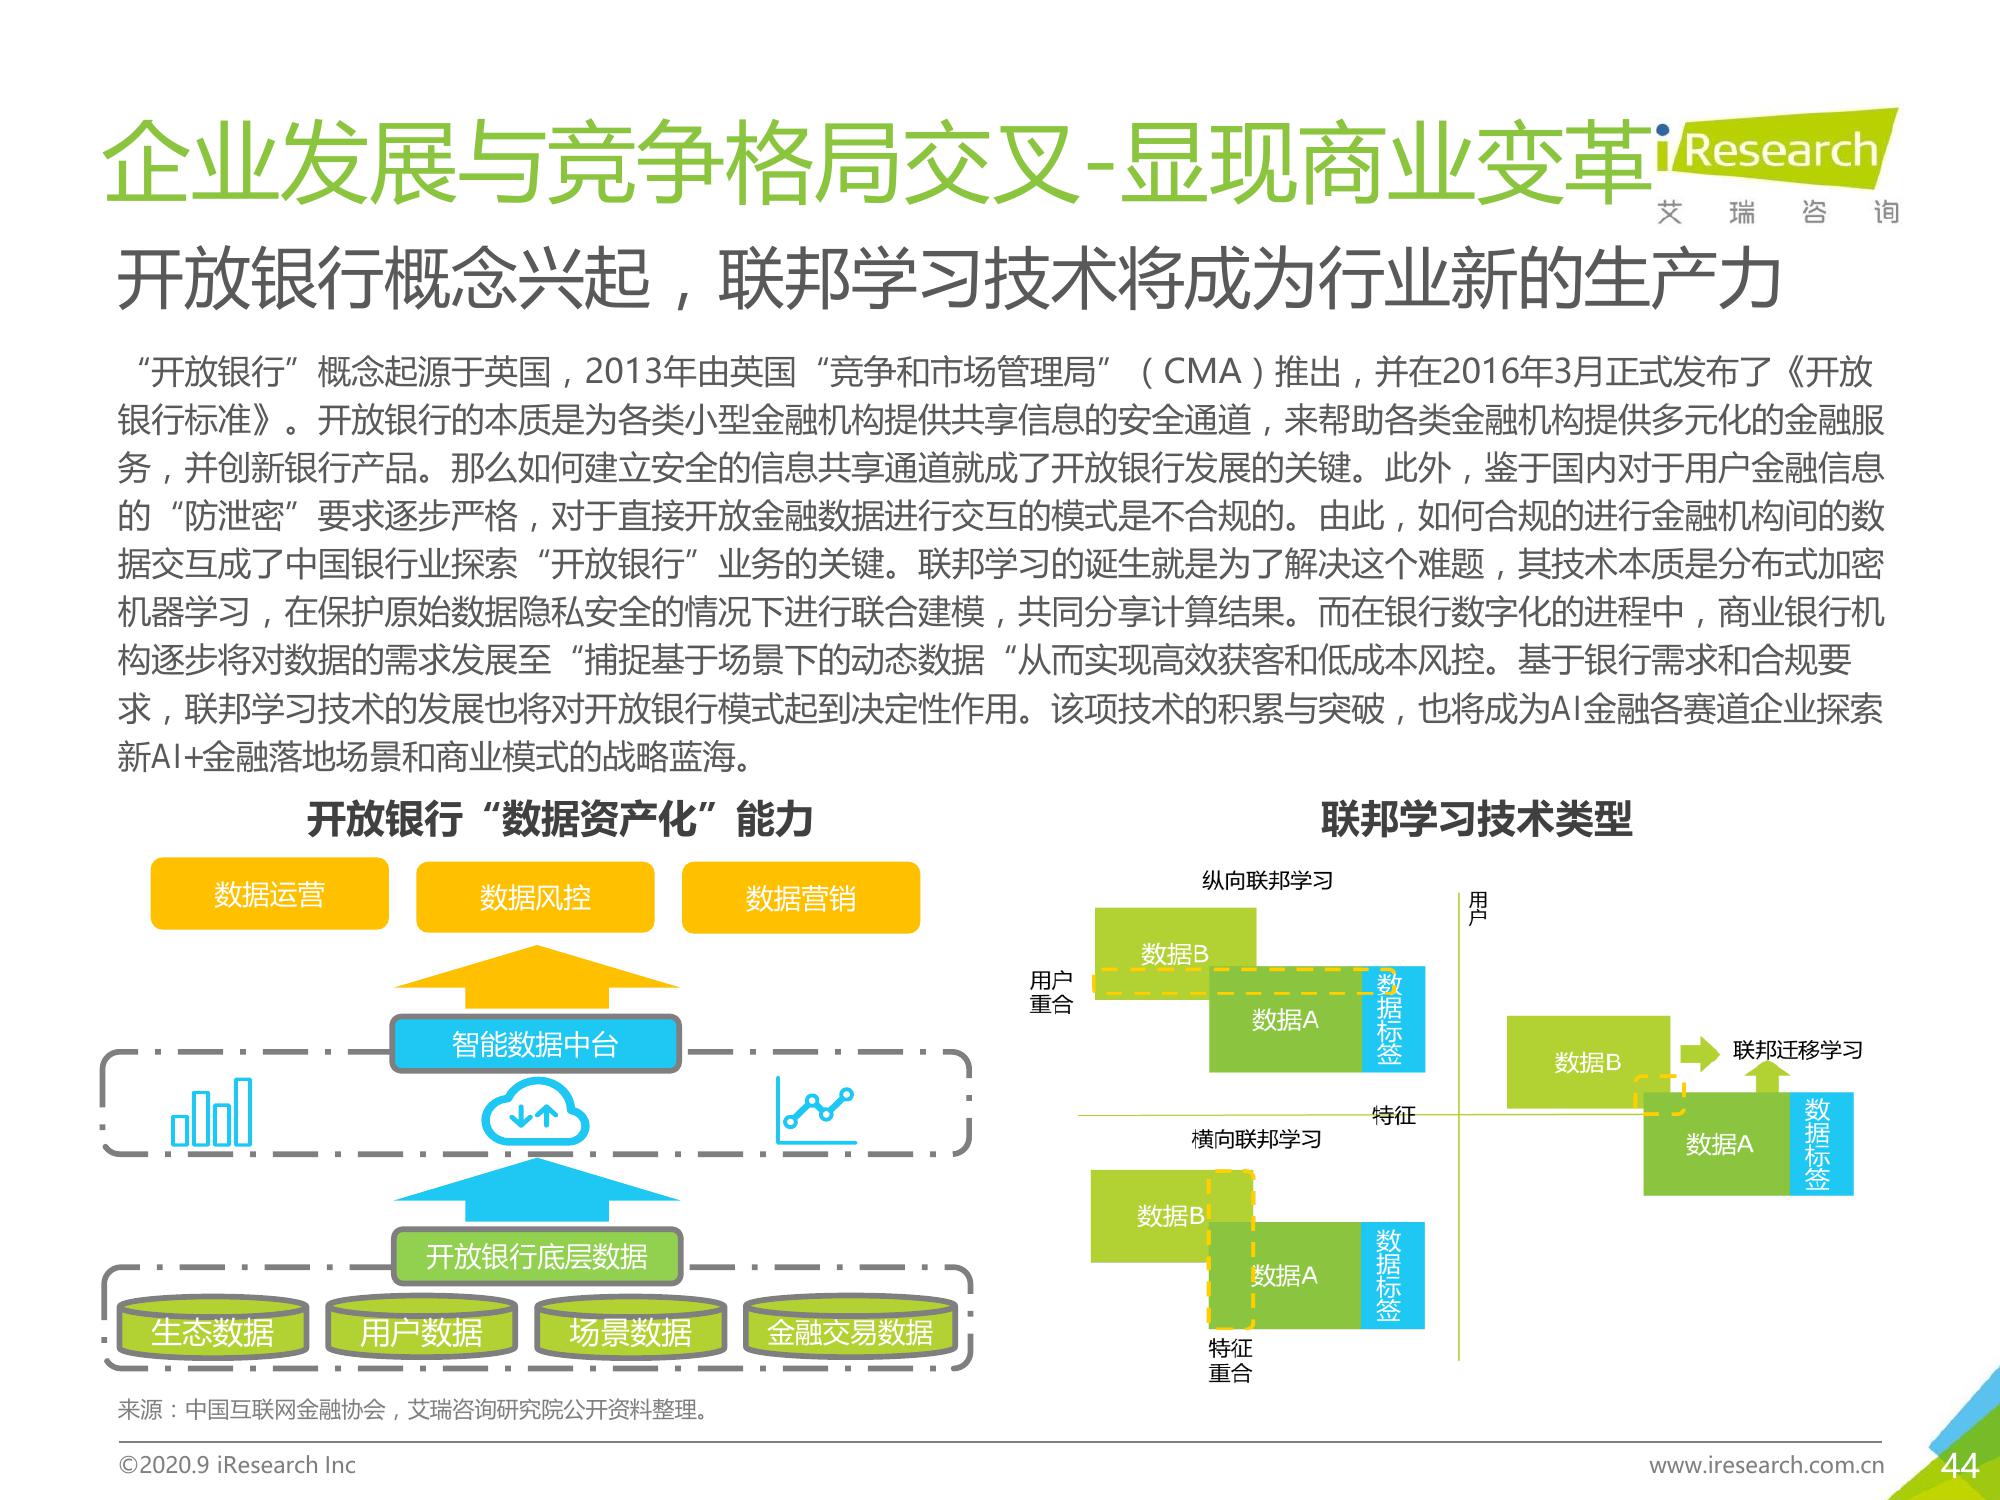 企业发展与竞争格局交叉-显现商业变革
iResearch
艾瑞咨询
开放银行概念兴起，联邦学习技术将成为行业新的生产力
“开放银行”概念起源于英国，2013年由英国“竞争和市场管理局”（CMA）推出，并在2016年3月正式发布了《开放
银行标准》。开放银行的本质是为各类小型金融机构提供共享信息的安全通道，来帮助各类金融机构提供多元化的金融服
务，并创新银行产品。那么如何建立安全的信息共享通道就成了开放银行发展的关键。此外，鉴于国内对于用户金融信息
的“防泄密”要求逐步严格，对于直接开放金融数据进行交互的模式是不合规的。由此，如何合规的进行金融机构间的数
据交互成了中国银行业探索“开放银行”业务的关键。联邦学习的诞生就是为了解决这个难题，其技术本质是分布式加密
机器学习，在保护原始数据隐私安全的情况下进行联合建模，共同分享计算结果。而在银行数字化的进程中，商业银行机
构逐步将对数据的需求发展至“捕捉基于场景下的动态数据“从而实现高效获客和低成本风控。基于银行需求和合规要
求，联邦学习技术的发展也将对开放银行模式起到决定性作用。该项技术的积累与突破，也将成为AI金融各赛道企业探索
新AI+金融落地场景和商业模式的战略蓝海。
开放银行“数据资产化”能力
数据运营
数据风控
数据营销
智能数据中台
开放银行底层数据
生态数据
用户数据
场景数据
金融交易数据
联邦学习技术类型
纵向联邦学习
用户
数据B
用户
重合
数据A
数据标签
数据B
联邦迁移学习
数据A
数据标签
特征
横向联邦学习
数据B
数据A
数据标签
特征
重合
来源：中国互联网金融协会，艾瑞咨询研究院公开资料整理。
©2020.9 iResearch Inc
www.iresearch.com.cn
44